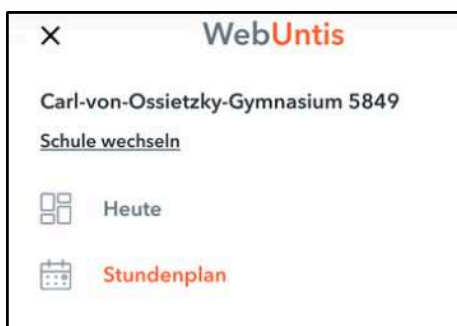 WebUntis
Carl-von-Ossietzky-Gymnasium 5849
Schule wechseln
Heute
Stundenplan